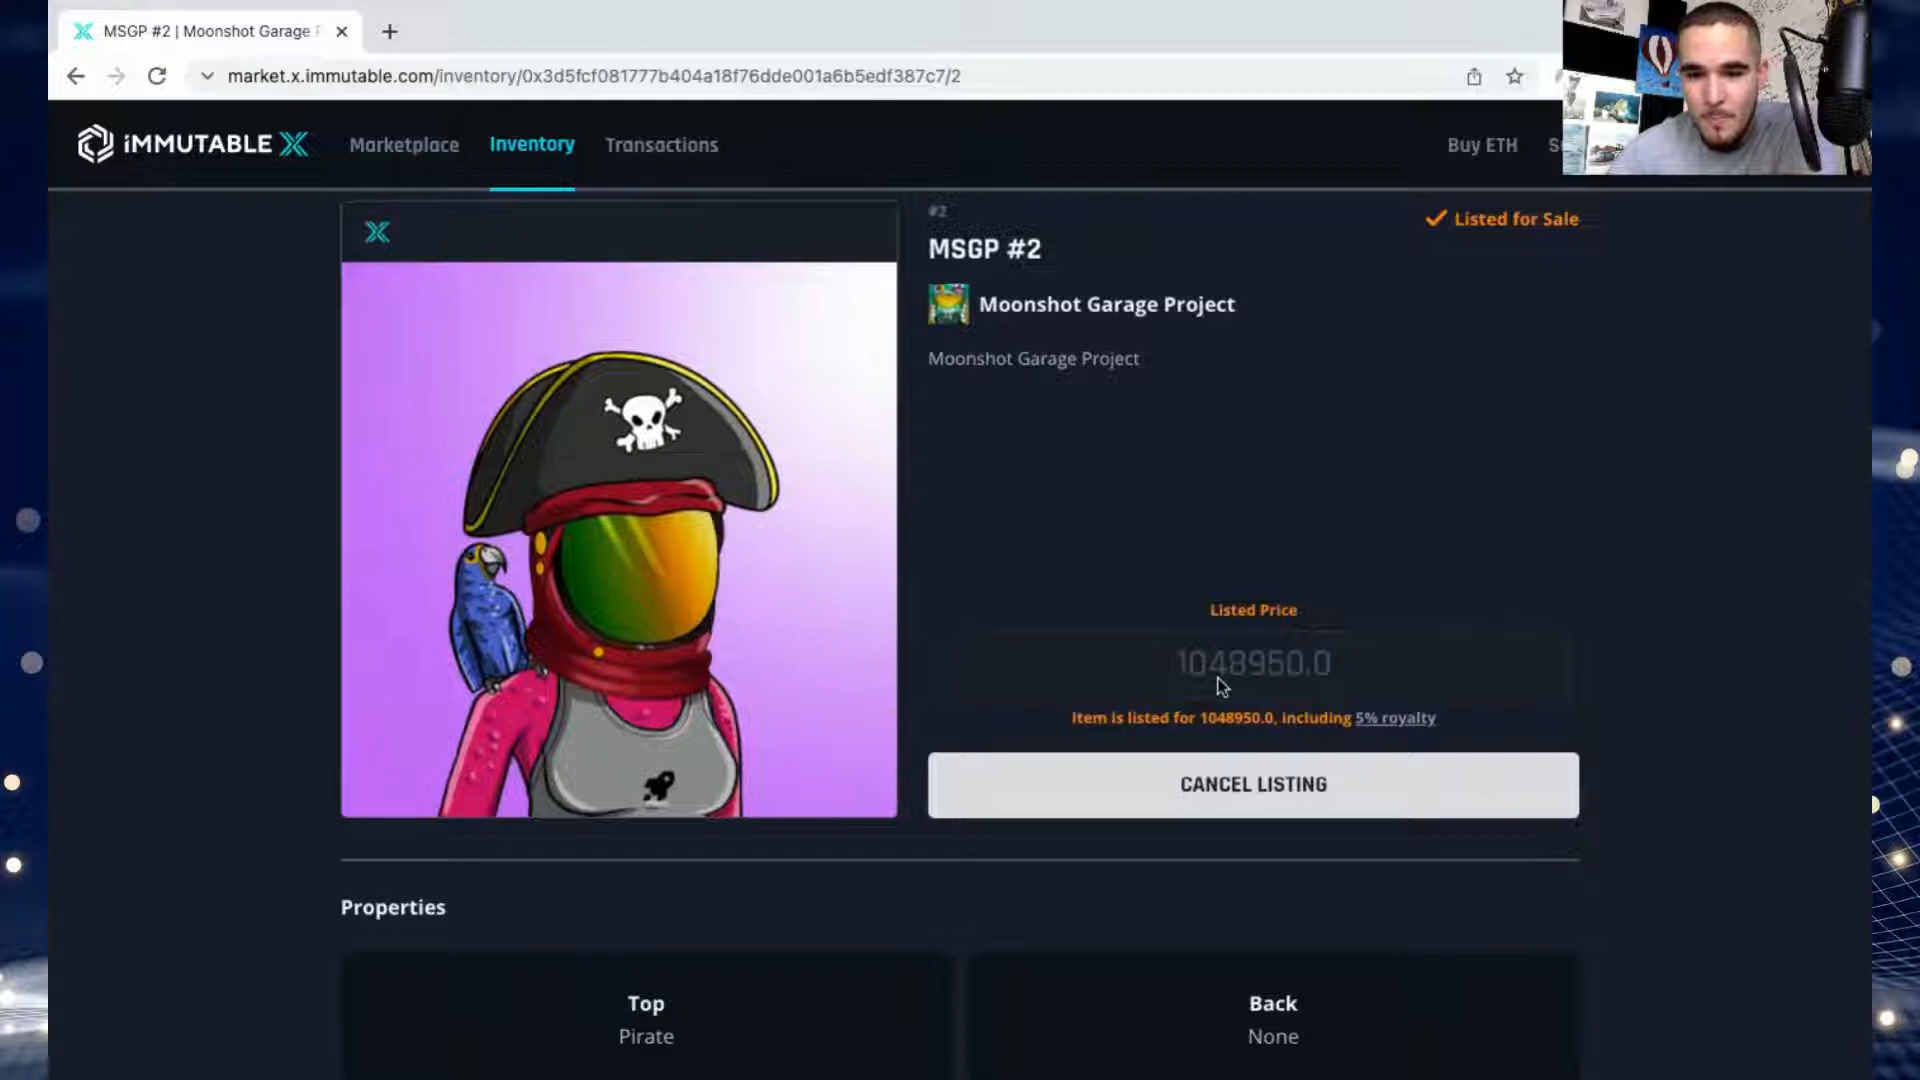 MSGP #2 | Moonshot Garage P
market.x.immutable.com/inventory/0x3d5fcf081777b404a18f76dde001a6b5edf387c7/2
IMMUTABLE X
Marketplace
Inventory
Transactions
Buy ETH
#2
MSGP #2
Listed for Sale
Moonshot Garage Project
Moonshot Garage Project
Listed Price
1048950.0
Item is listed for 1048950.0, including 5% royalty
CANCEL LISTING
Properties
Top
Pirate
Back
None